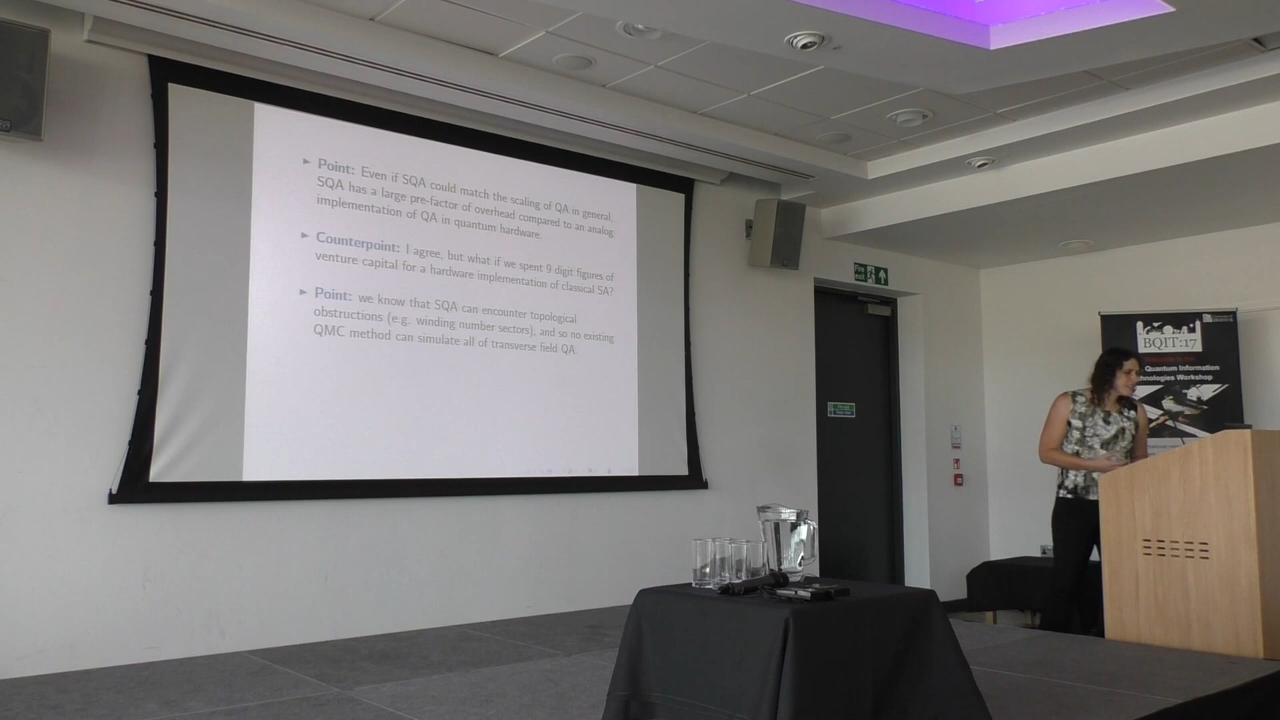 ▶ Point: Even if SQA could match the scaling of QA in general,
SQA has a large pre-factor of overhead compared to an analog
implementation of QA in quantum hardware.
▶ Counterpoint: I agree, but what if we spent 9 digit figures of
venture capital for a hardware implementation of classical SA?
▶ Point: we know that SQA can encounter topological
obstructions (e.g. winding number sectors), and so no existing
QMC method can simulate all of transverse field QA.
Fire
exit
BQIT:17
Quantum Information
Technologies Workshop